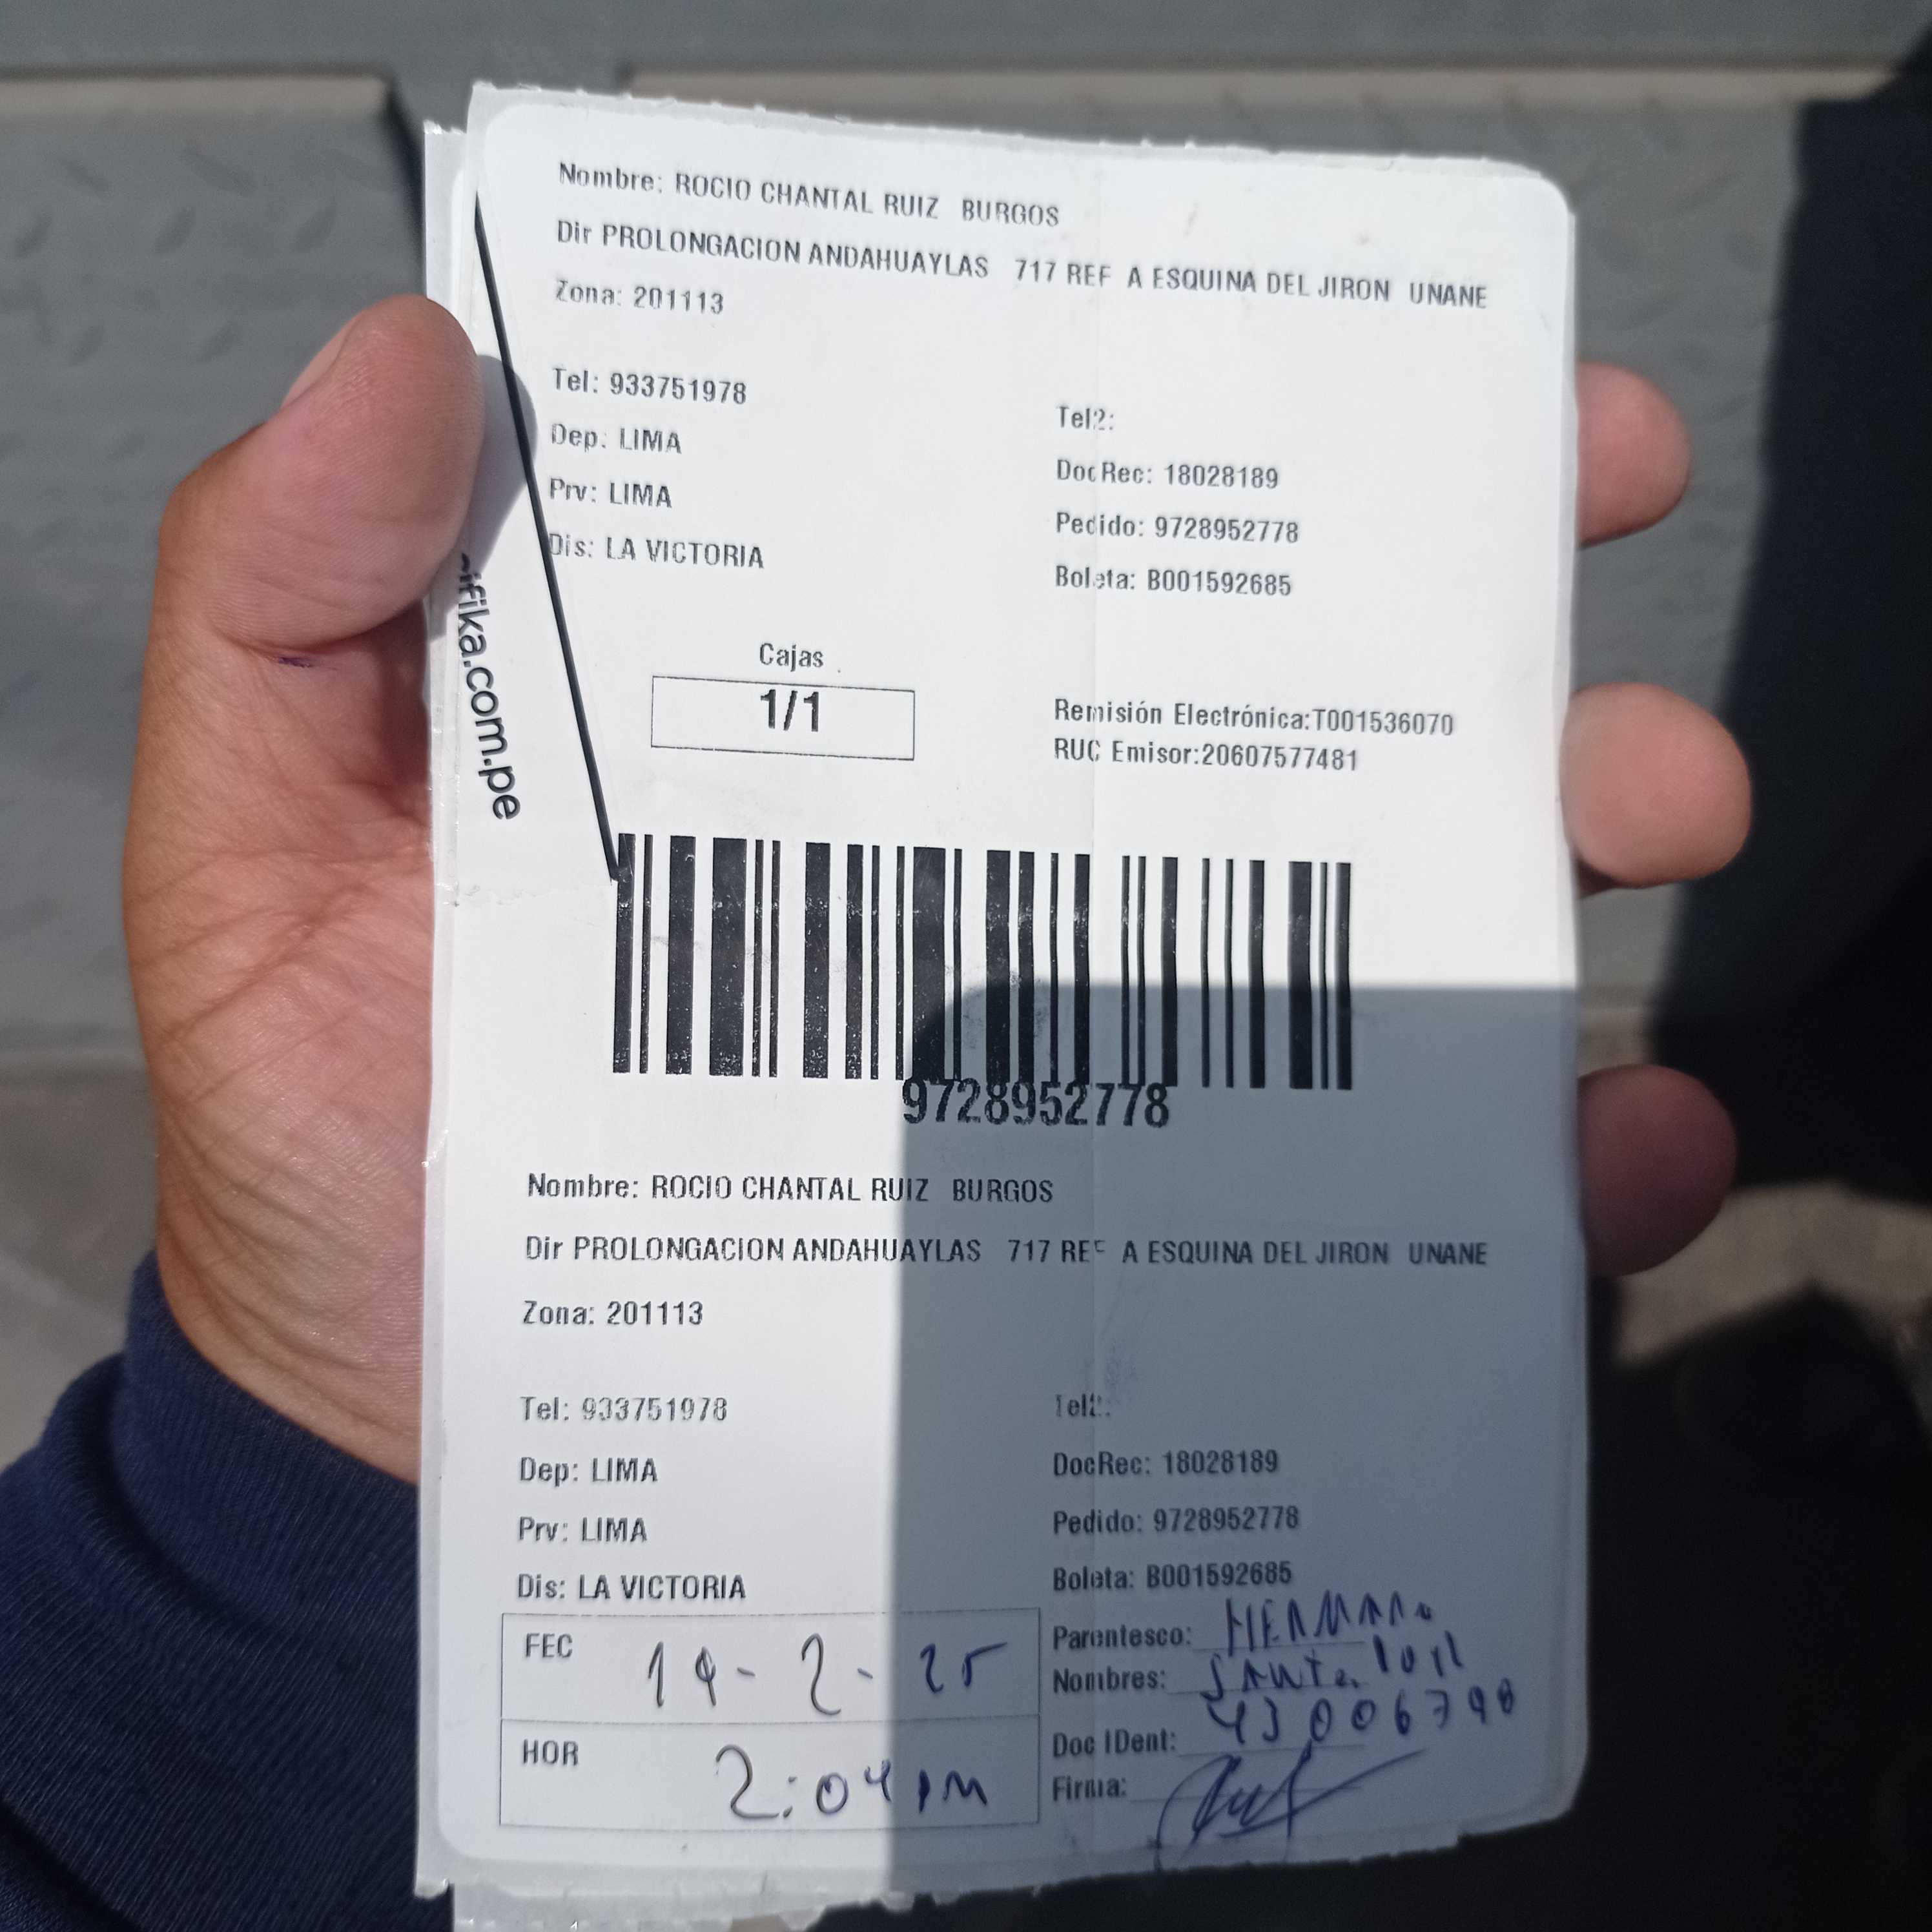 Nombre: ROCIO CHANTAL RUIZ BURGOS
Dir PROLONGACION ANDAHUAYLAS 717 REF A ESQUINA DEL JIRON UNANE
Zona: 201113
Tel: 933751978
Tel2:
Dep: LIMA
DocRec: 18028189
Prv: LIMA
Pedido: 9728952778
Dis: LA VICTORIA
Boleta: B001592685
Cajas
1/1
Remisión Electrónica:T001536070
RUC Emisor:20607577481
ifika.com.pe
9728952778
Nombre: ROCIO CHANTAL RUIZ BURGOS
Dir PROLONGACION ANDAHUAYLAS 717 REF A ESQUINA DEL JIRON UNANE
Zona: 201113
Tel: 933751978
Tel2:
Dep: LIMA
DocRec: 18028189
Prv: LIMA
Pedido: 9728952778
Dis: LA VICTORIA
Boleta: B001592685
FEC 14-2-25
Parentesco: HERMANo
Nombres:
HOR 2:04 PM
Doc IDent: 43006798
Firma: